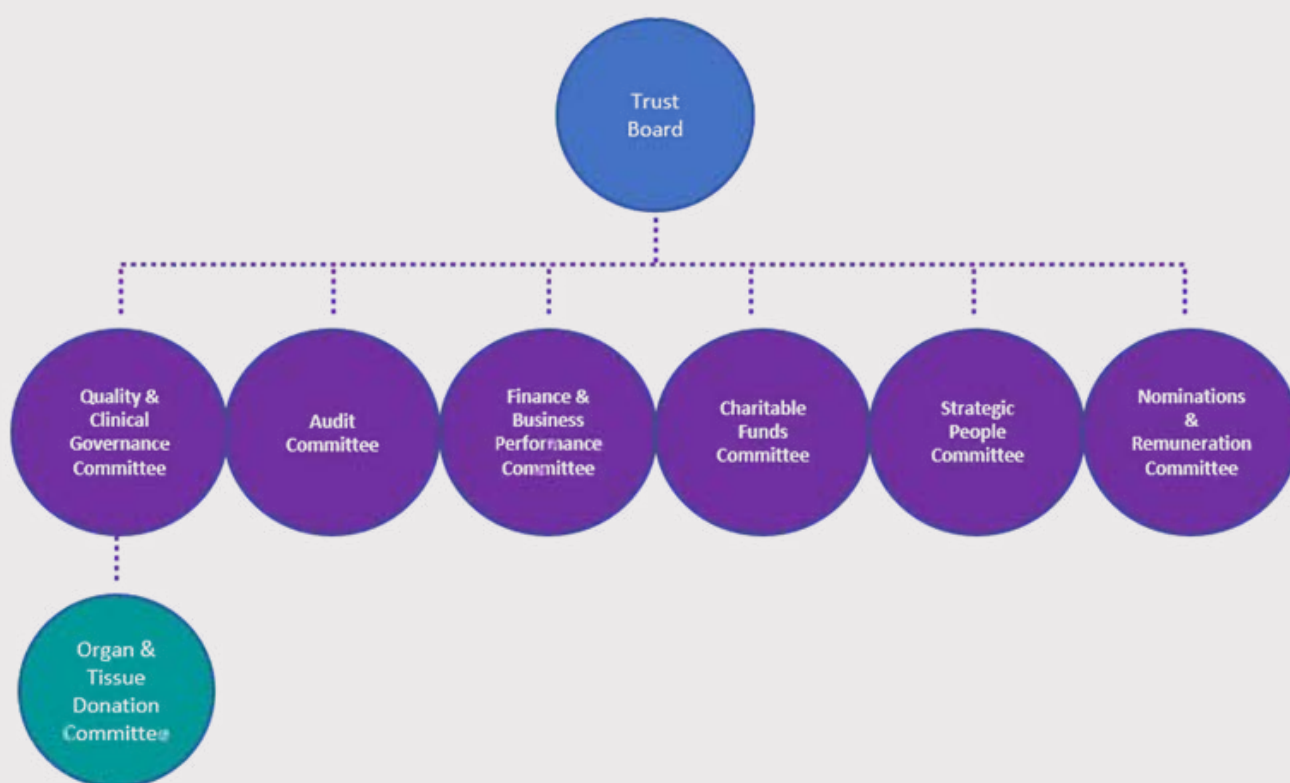 Trust
Board
Quality &
Clinical
Governance
Committee
Audit
Committee
Finance &
Business
Performance
Committee
Charitable
Funds
Committee
Strategic
People
Committee
Nominations
&
Remuneration
Committee
Organ &
Tissue
Donation
Committee